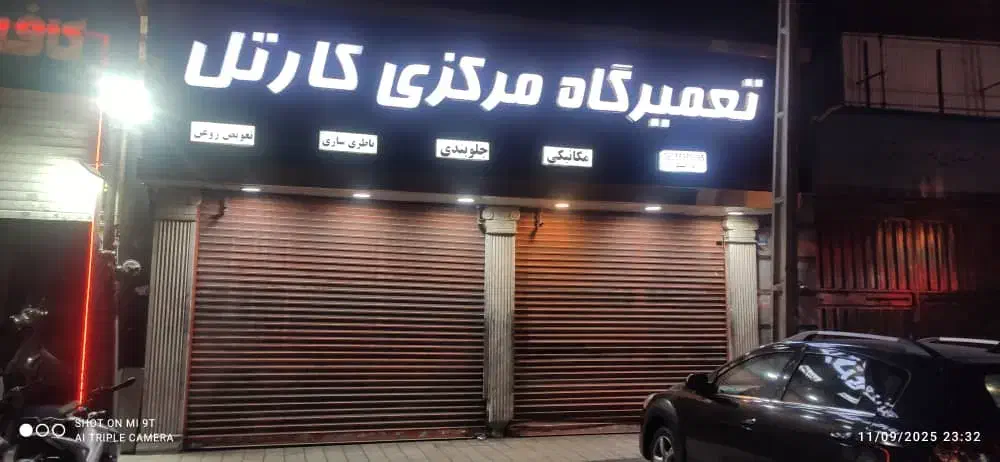 تعمیرگاه مرکزی کارتل
مکانیکی
جلوبندی
باطری سازی
تعویض روغن
کافه
SHOT ON MI 9T
AI TRIPLE CAMERA
11/09/2025 23:32